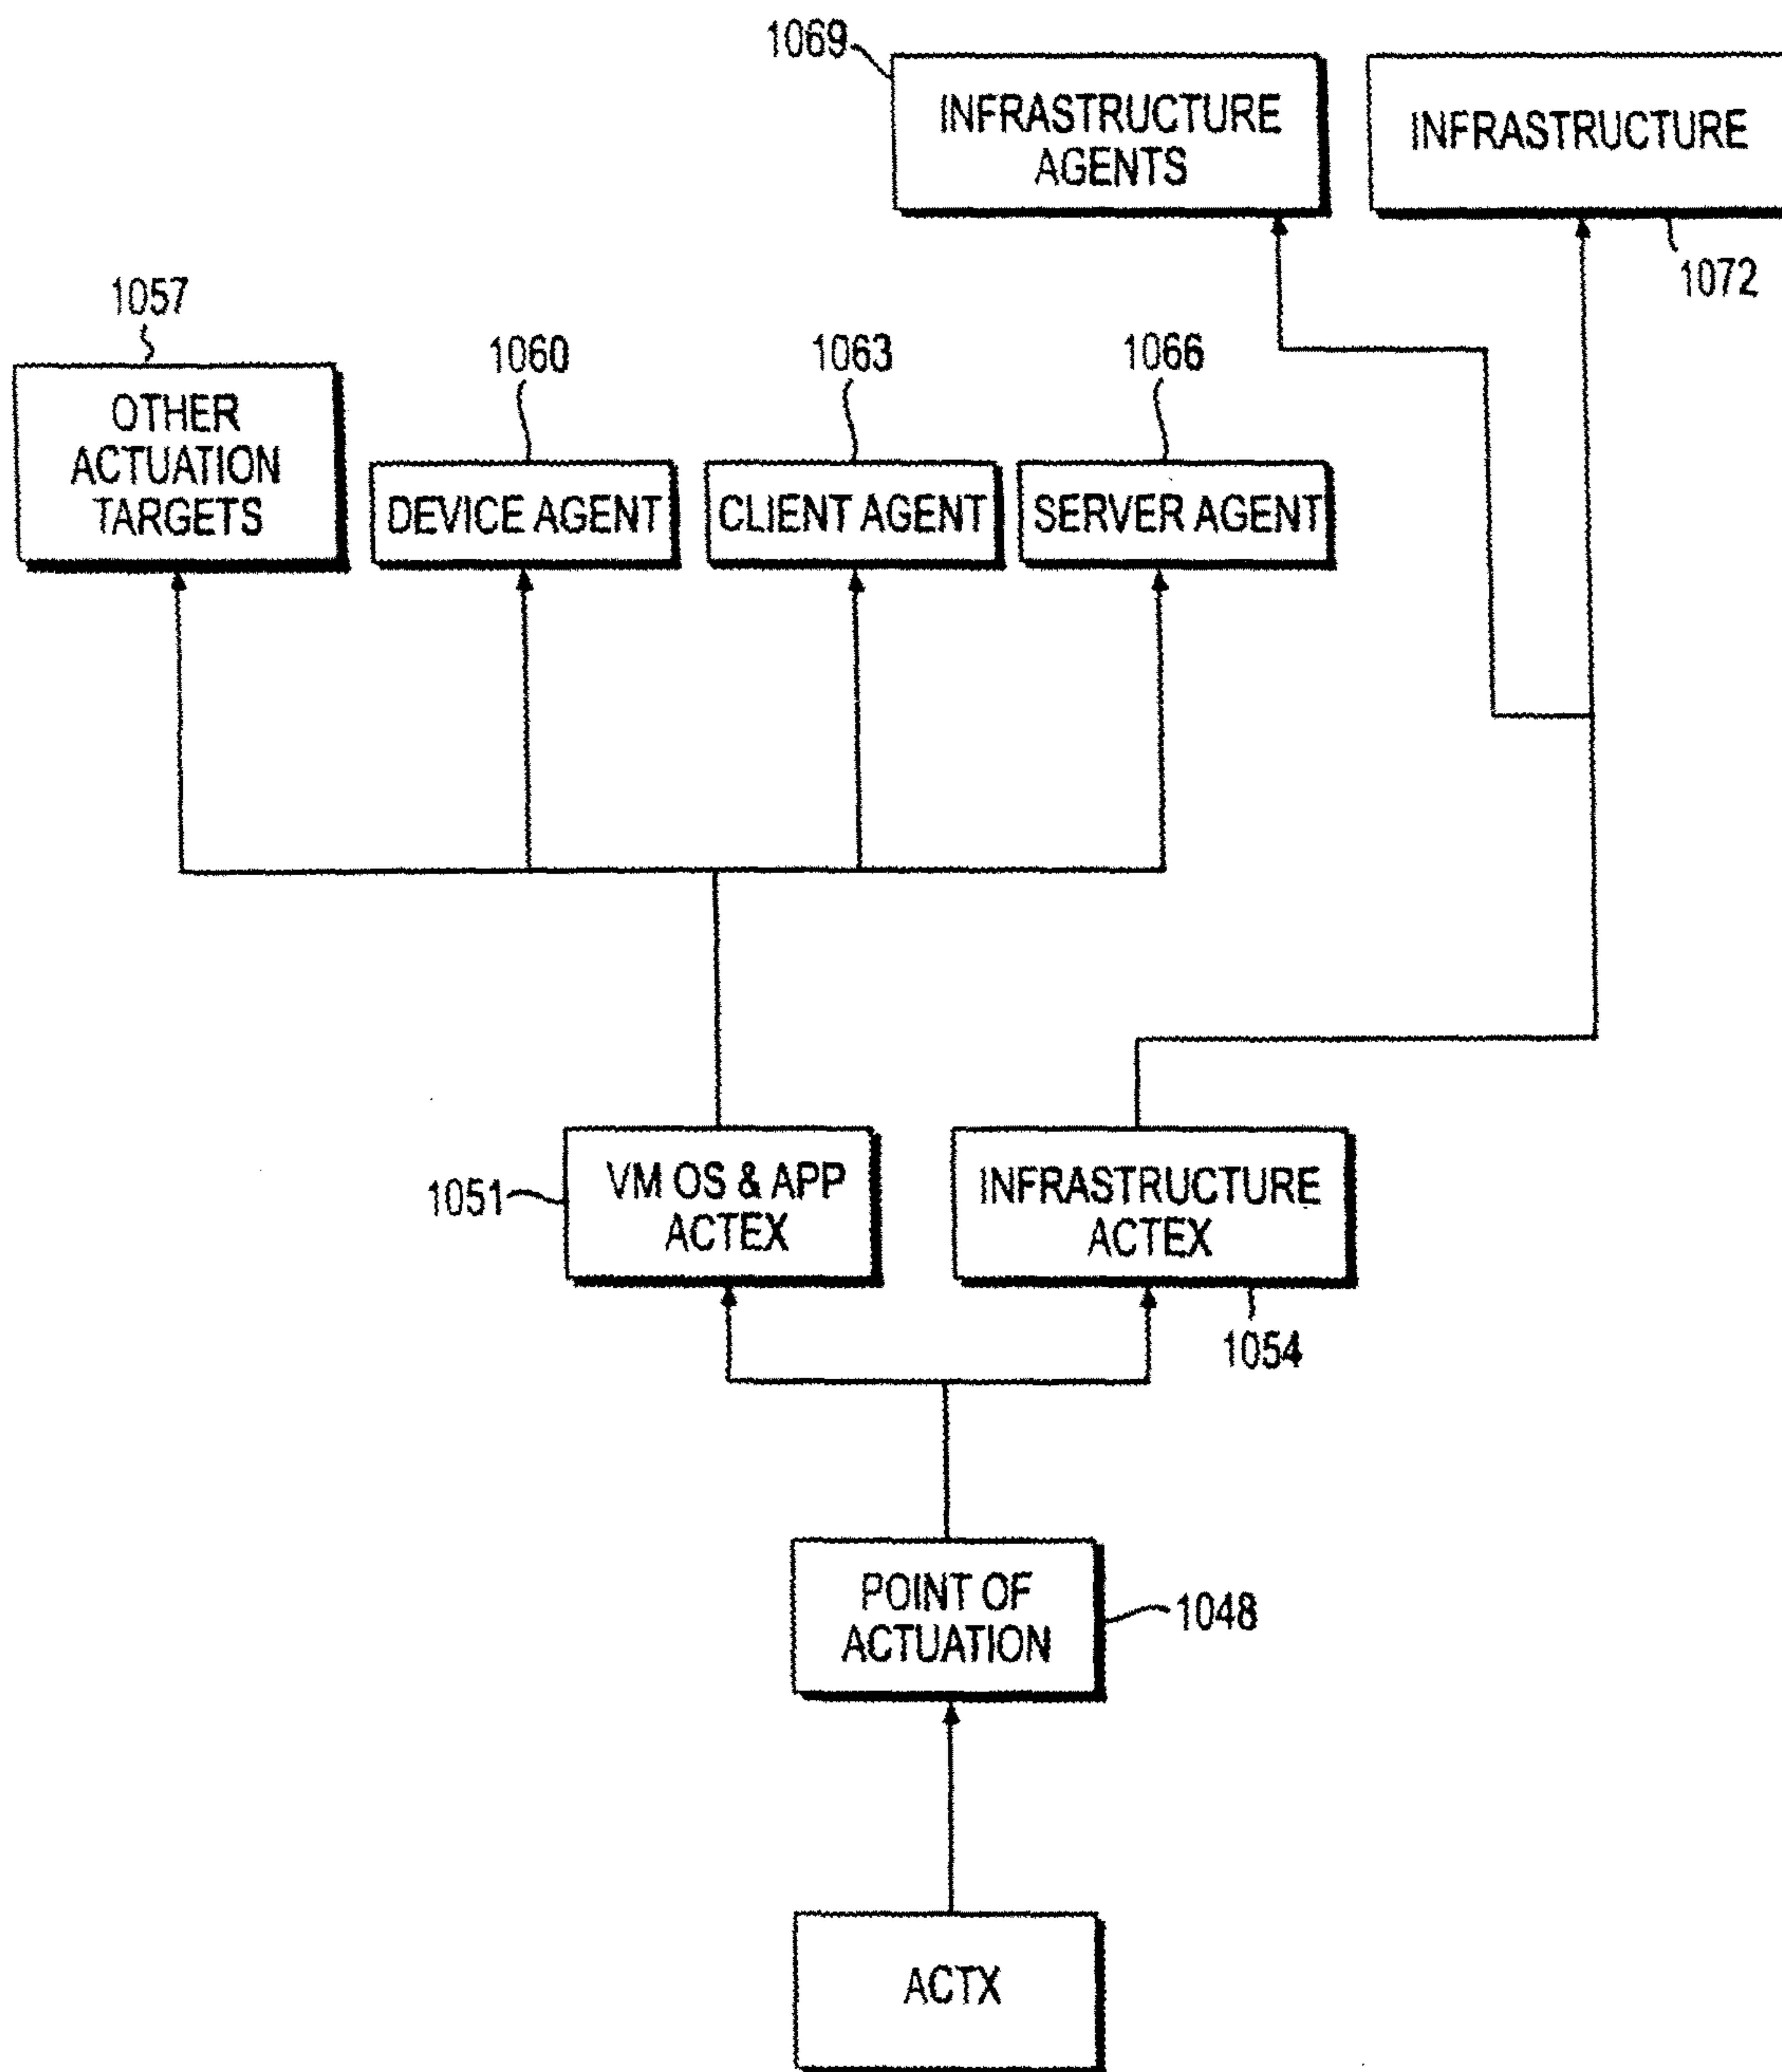 1069
INFRASTRUCTURE
AGENTS
INFRASTRUCTURE
1072
1057
OTHER
ACTUATION
TARGETS
1060
DEVICE AGENT
1063
CLIENT AGENT
1066
SERVER AGENT
1051
VM OS & APP
ACTEX
INFRASTRUCTURE
ACTEX
1054
POINT OF
ACTUATION
1048
ACTX